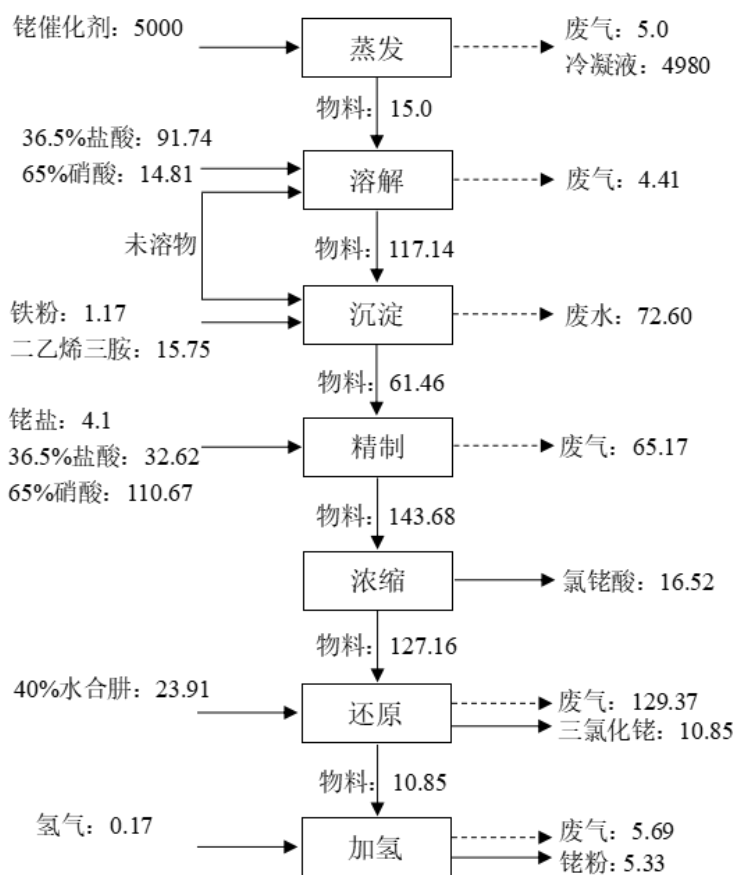 铑催化剂：5000
蒸发
废气：5.0
冷凝液：4980
物料：15.0
36.5%盐酸：91.74
65%硝酸：14.81
溶解
废气：4.41
未溶物
物料：117.14
铁粉：1.17
二乙烯三胺：15.75
沉淀
废水：72.60
物料：61.46
铑盐：4.1
36.5%盐酸：32.62
65%硝酸：110.67
精制
废气：65.17
物料：143.68
浓缩
氯铑酸：16.52
物料：127.16
40%水合肼：23.91
还原
废气：129.37
三氯化铑：10.85
物料：10.85
氢气：0.17
加氢
废气：5.69
铑粉：5.33